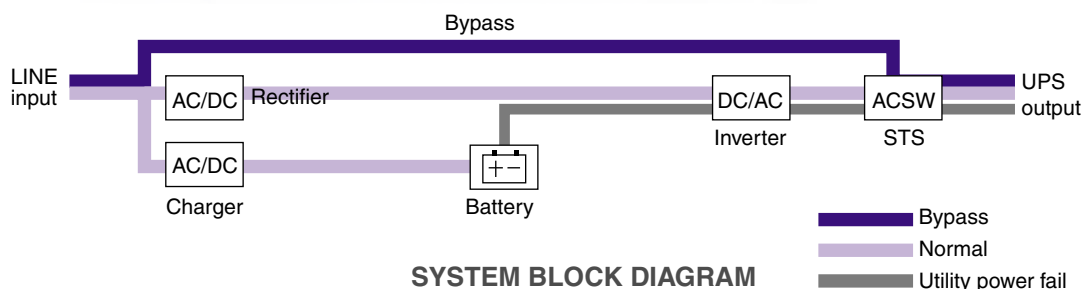 Bypass
LINE
input
AC/DC
Rectifier
DC/AC
Inverter
ACSW
STS
UPS
output
AC/DC
Charger
+ −
Battery
Bypass
Normal
Utility power fail
SYSTEM BLOCK DIAGRAM